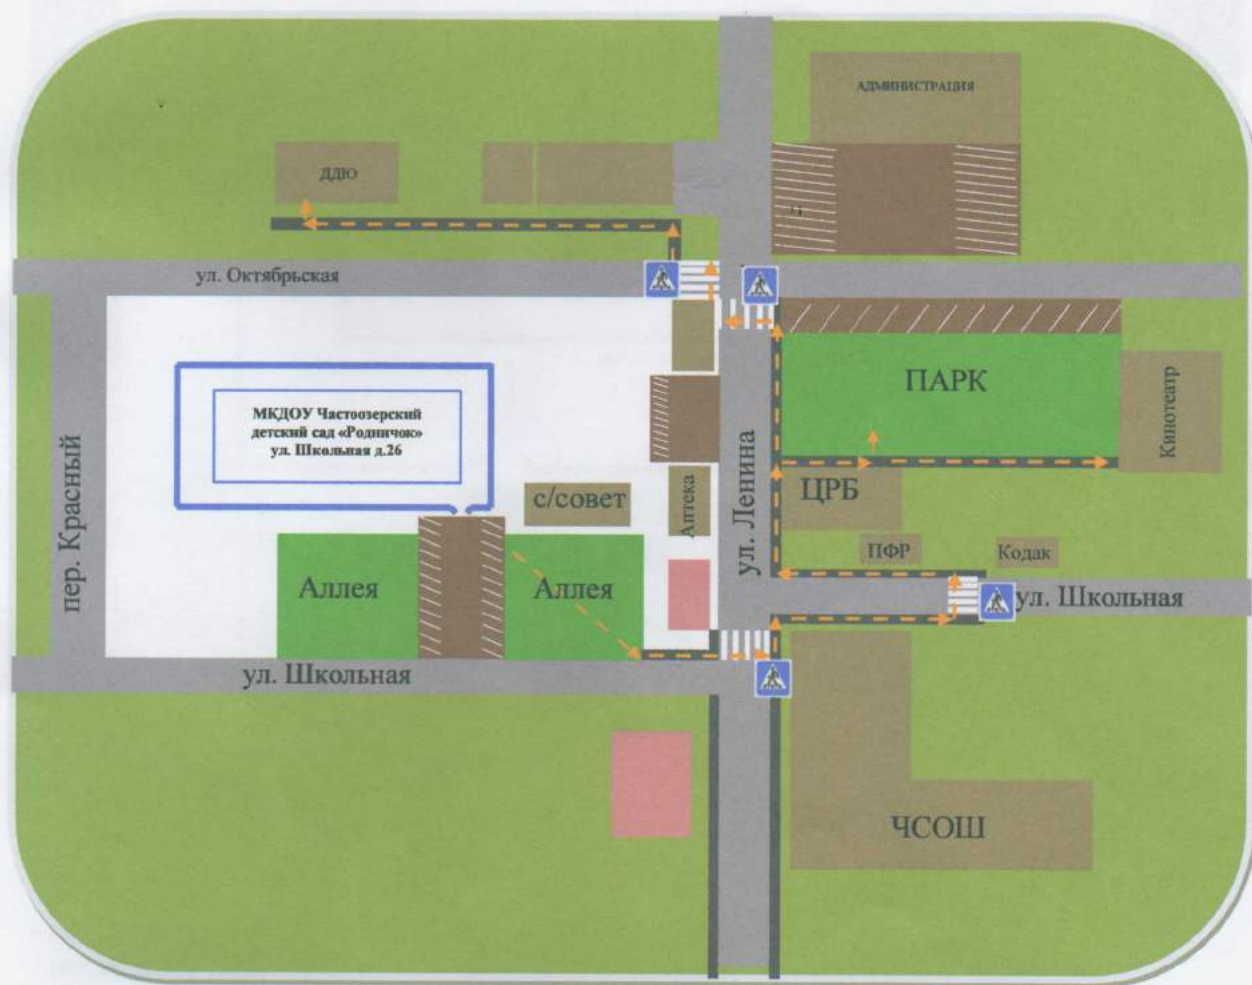 АДМИНИСТРАЦИЯ
ДДЮ
ул. Октябрьская
ПАРК
Кинотеатр
МКДОУ Частоозерский
детский сад «Родничок»
ул. Школьная д.26
пер. Красный
ул. Ленина
с/совет
Аптека
ЦРБ
ПФР
Кодак
Аллея
Аллея
ул. Школьная
ул. Школьная
ЧСОШ